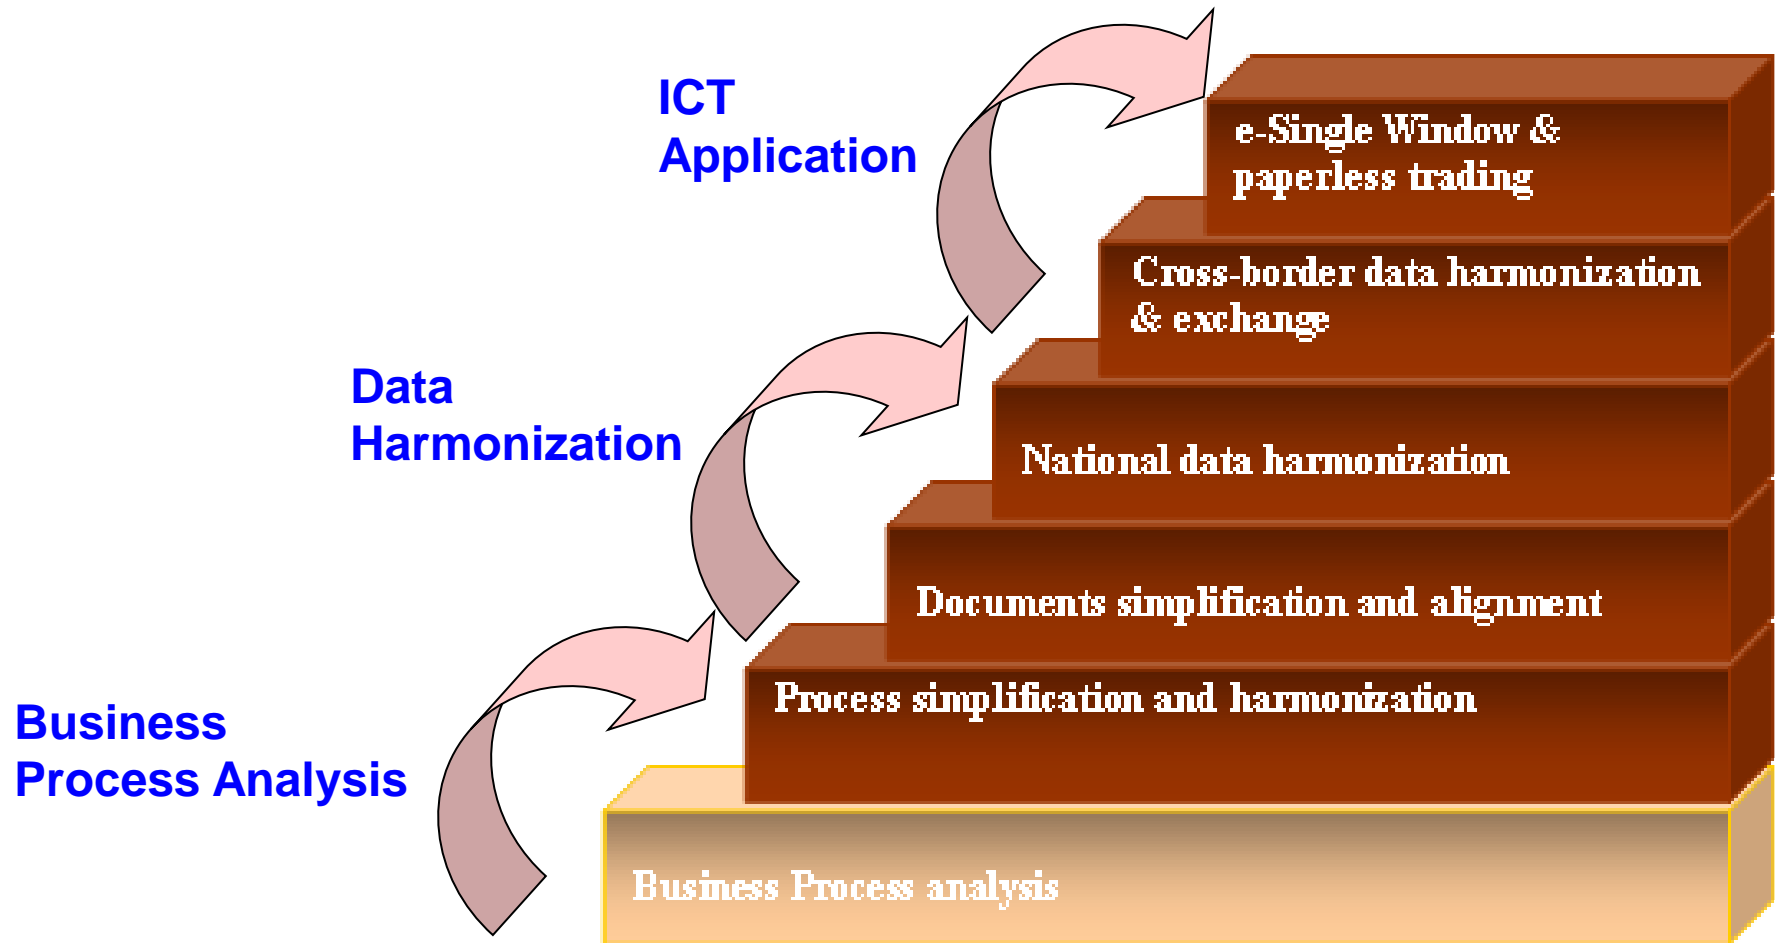 ICT
Application
e-Single Window &
paperless trading
Cross-border data harmonization
& exchange
Data
Harmonization
National data harmonization
Documents simplification and alignment
Process simplification and harmonization
Business
Process Analysis
Business Process analysis